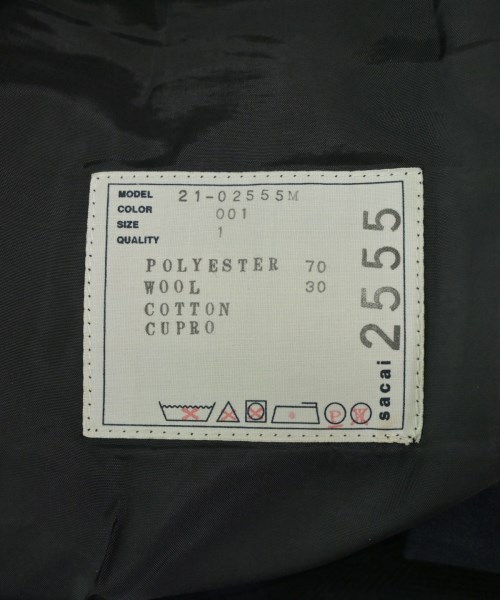 MODEL 21-02555M
COLOR 001
SIZE 1
QUALITY
POLYESTER 70
WOOL 30
COTTON
CUPRO
P W
sacai 2555